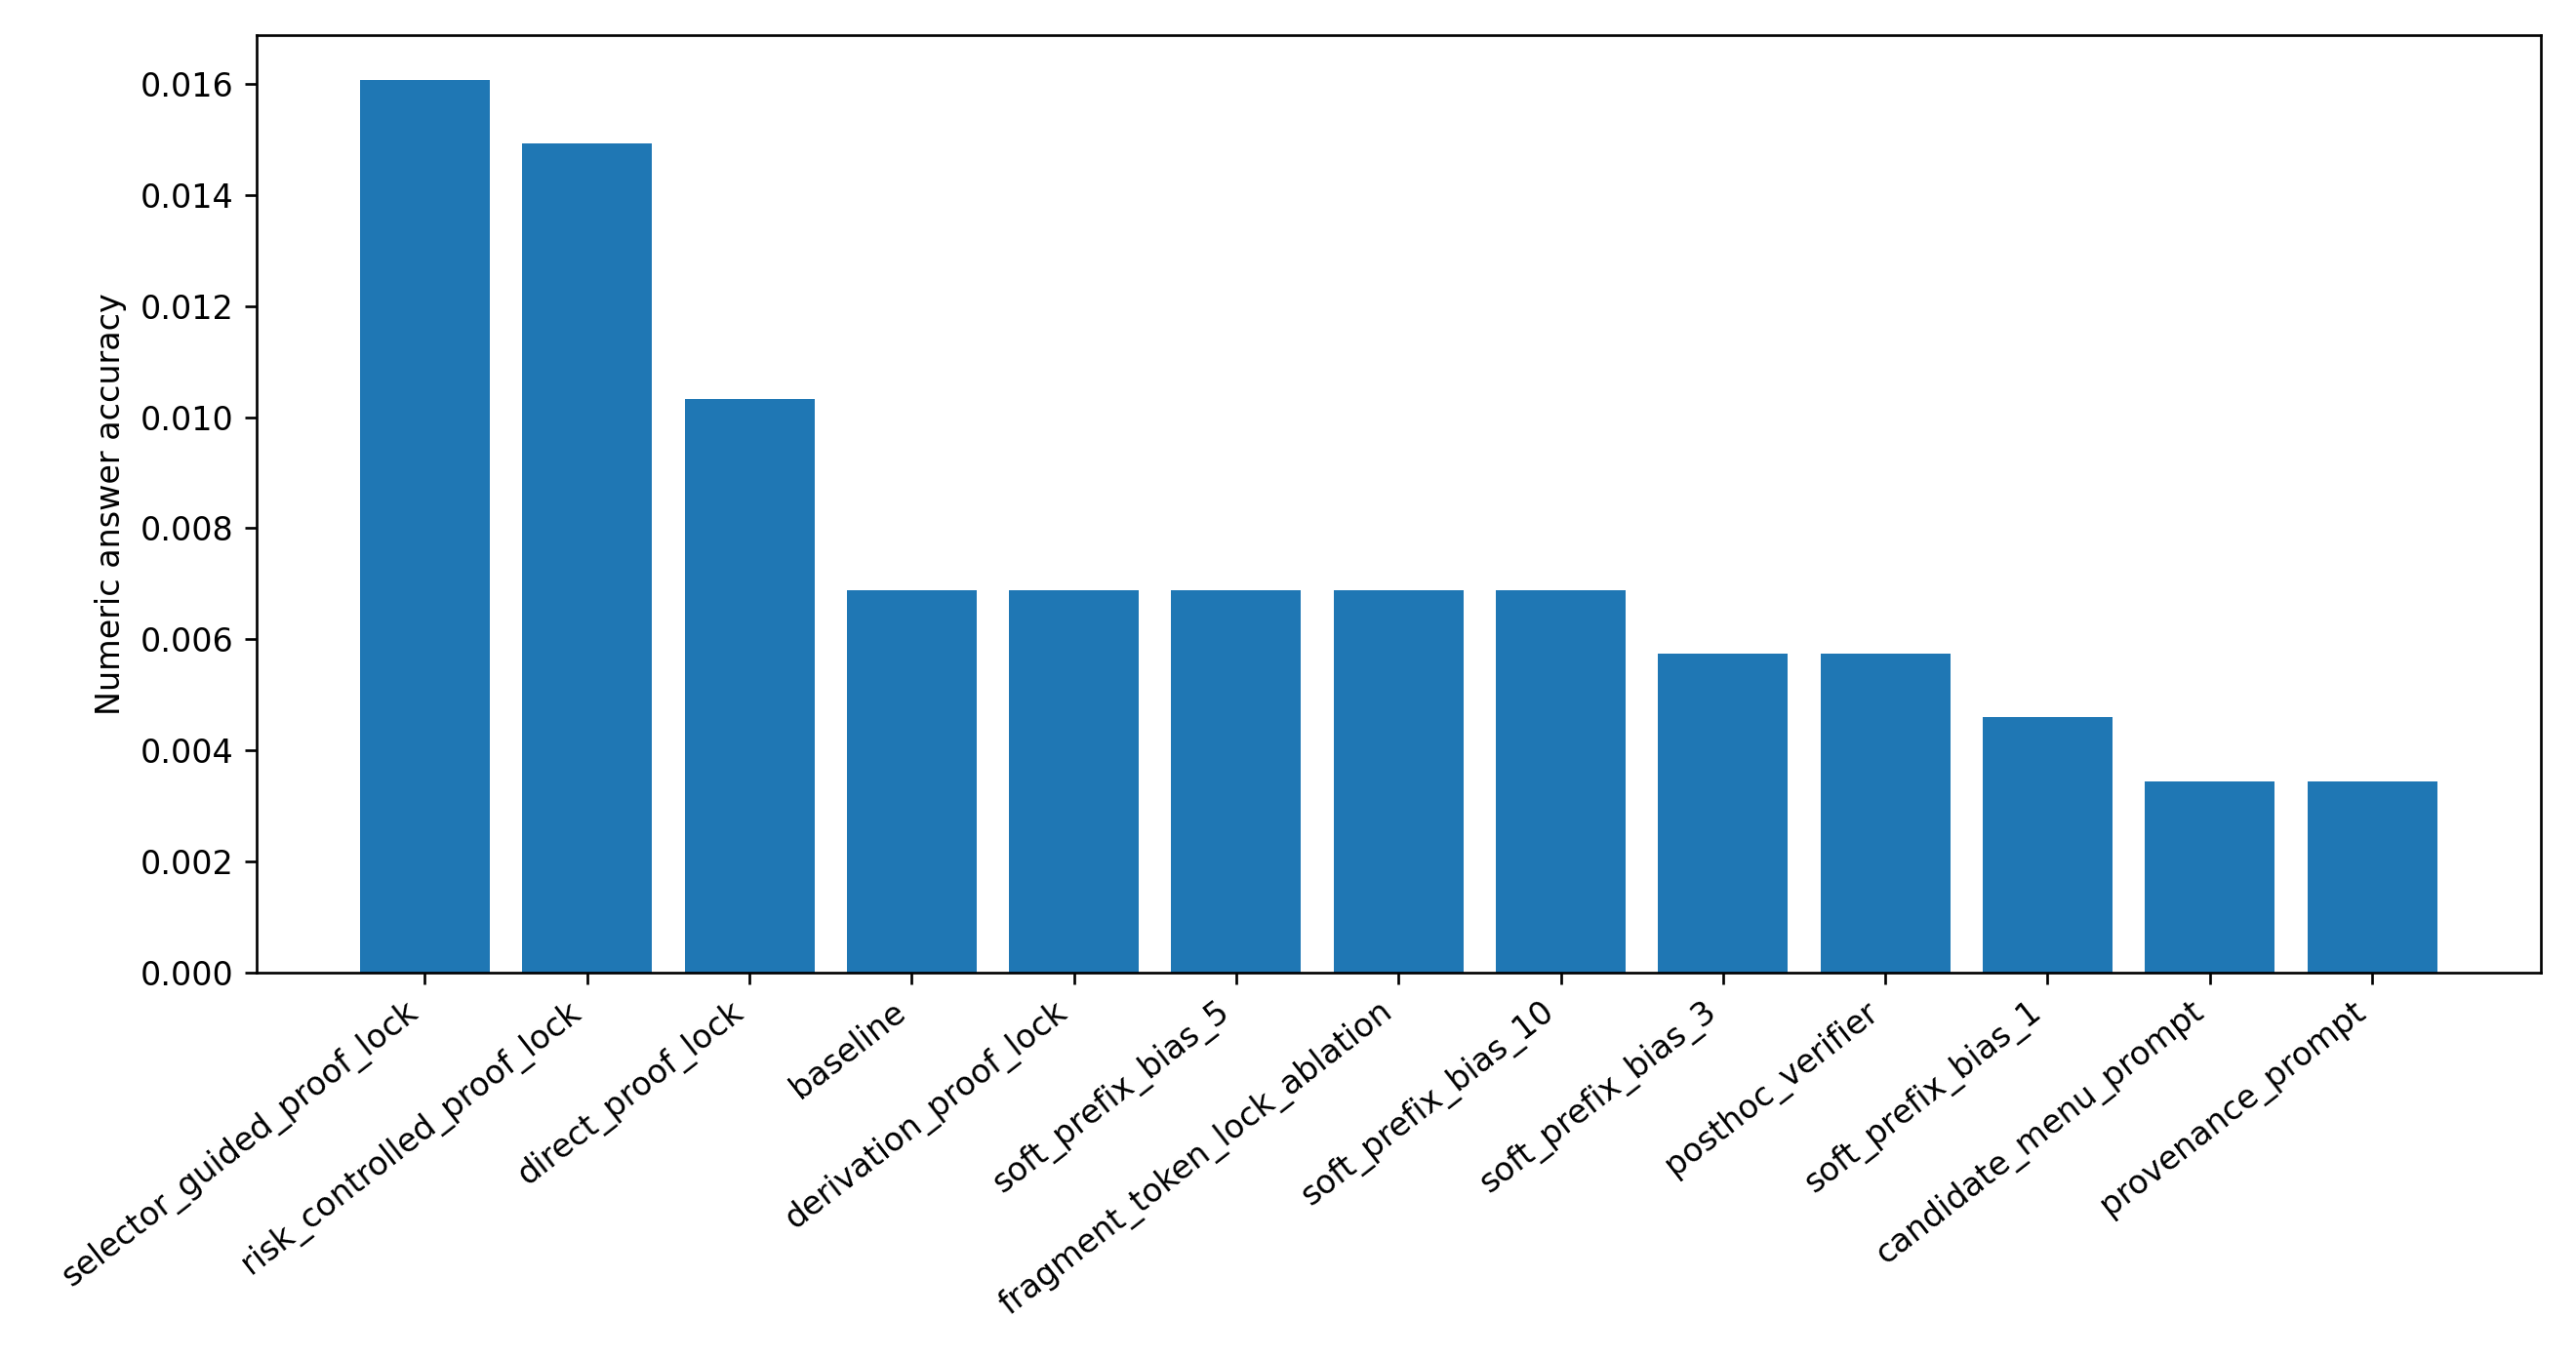 Numeric answer accuracy
0.016
0.014
0.012
0.010
0.008
0.006
0.004
0.002
0.000
selector_guided_proof_lock
risk_controlled_proof_lock
direct_proof_lock
baseline
derivation_proof_lock
soft_prefix_bias_5
fragment_token_lock_ablation
soft_prefix_bias_10
soft_prefix_bias_3
posthoc_verifier
soft_prefix_bias_1
candidate_menu_prompt
provenance_prompt